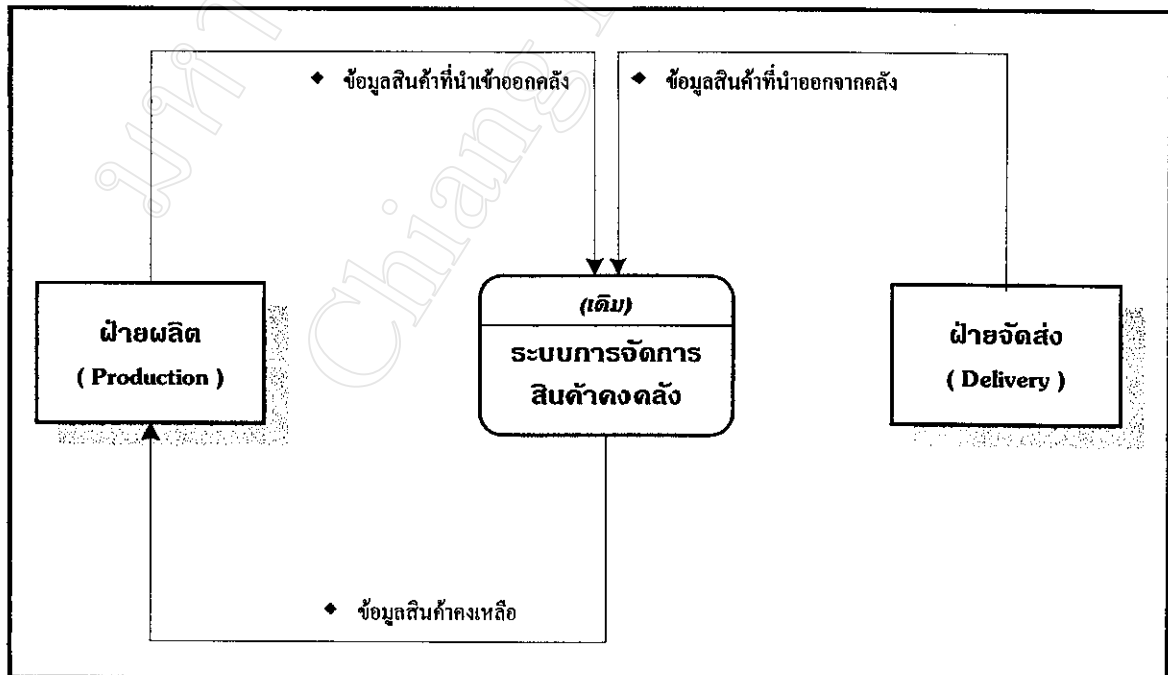 ◆ ข้อมูลสินค้าที่นำเข้าออกคลัง
◆ ข้อมูลสินค้าที่นำออกจากคลัง
ฝ่ายผลิต
( Production )
(เดิม)
ระบบการจัดการ
สินค้าคงคลัง
ฝ่ายจัดส่ง
( Delivery )
◆ ข้อมูลสินค้าคงเหลือ
มหา
Chiang